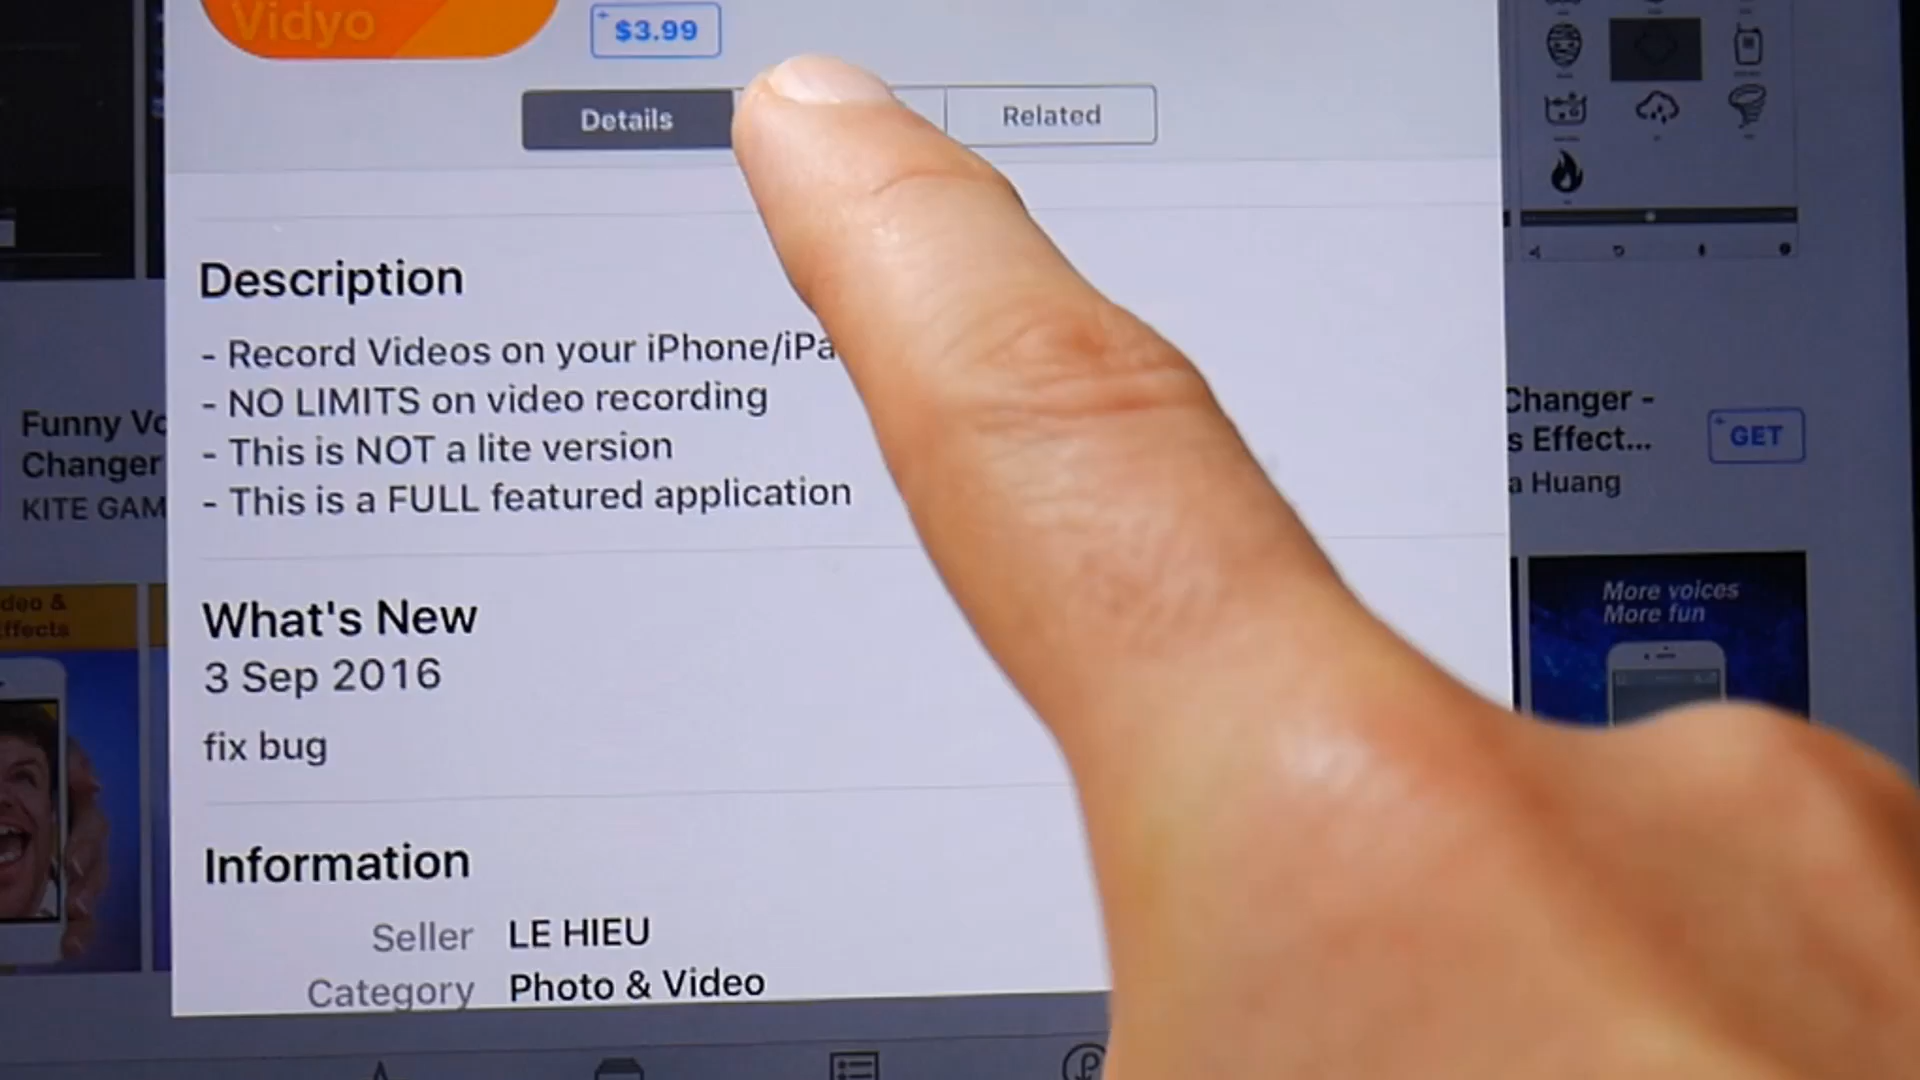 Vidyo
$3.99
Details
Related
Description
- Record Videos on your iPhone/iPa
- NO LIMITS on video recording
- This is NOT a lite version
- This is a FULL featured application
What's New
3 Sep 2016
fix bug
Information
Seller LE HIEU
Category Photo & Video
Funny Vo
Changer
KITE GAM
deo &
ffects
Changer -
s Effect...
a Huang
GET
More voices
More fun